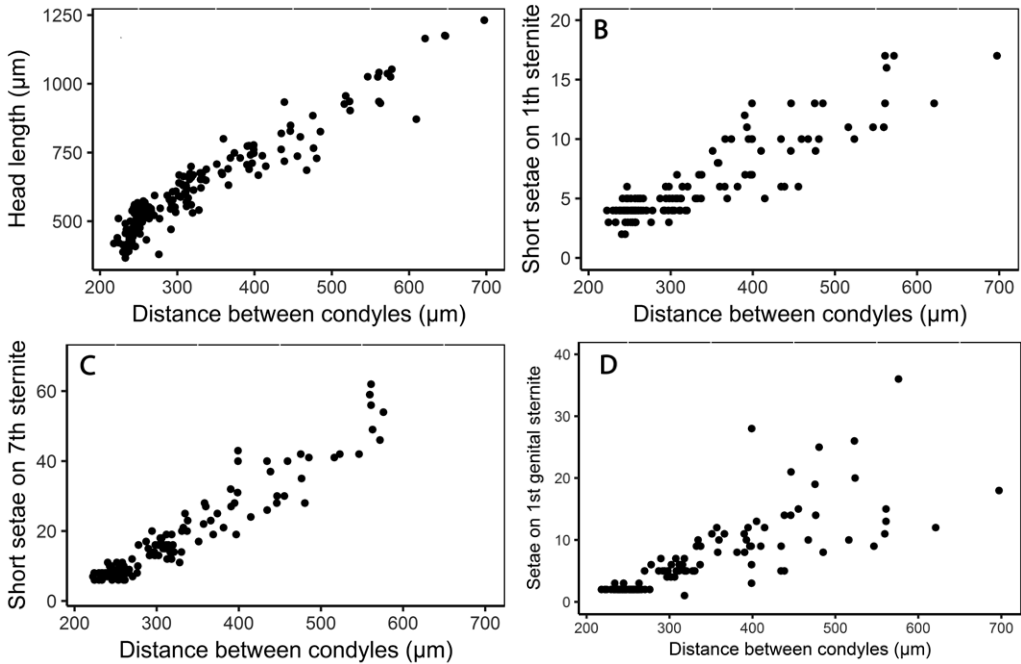 1250
1000
750
500
Head length (µm)
200 300 400 500 600 700
Distance between condyles (µm)
B
20
15
10
5
0
Short setae on 1th sternite
200 300 400 500 600 700
Distance between condyles (µm)
C
60
40
20
0
Short setae on 7th sternite
200 300 400 500 600 700
Distance between condyles (µm)
D
40
30
20
10
0
Setae on 1st genital sternite
200 300 400 500 600 700
Distance between condyles (µm)